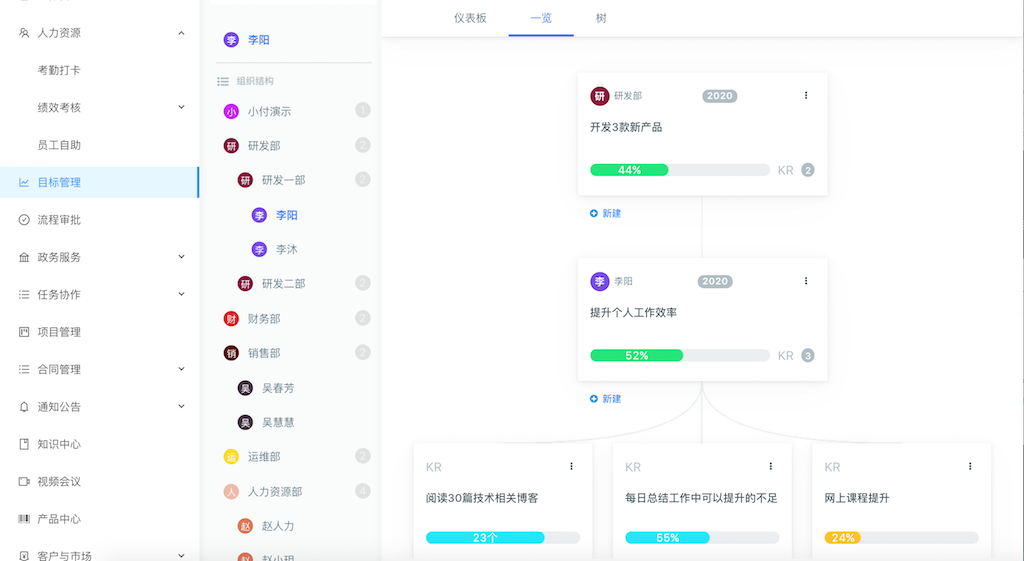 人力资源
考勤打卡
绩效考核
员工自助
目标管理
流程审批
政务服务
任务协作
项目管理
合同管理
通知公告
知识中心
视频会议
产品中心
客户与市场
李 李阳
组织结构
小 小付演示 1
研 研发部 2
研 研发一部 2
李 李阳
李 李沐
研 研发二部 2
财 财务部 2
销 销售部 2
吴 吴春芳
吴 吴慧慧
运 运维部 2
人 人力资源部 4
赵 赵人力
赵 赵小玥
仪表板 一览 树
研 研发部 2020
开发3款新产品
44% KR 2
新建
李 李阳 2020
提升个人工作效率
52% KR 3
新建
KR
阅读30篇技术相关博客
23个
KR
每日总结工作中可以提升的不足
55%
KR
网上课程提升
24%